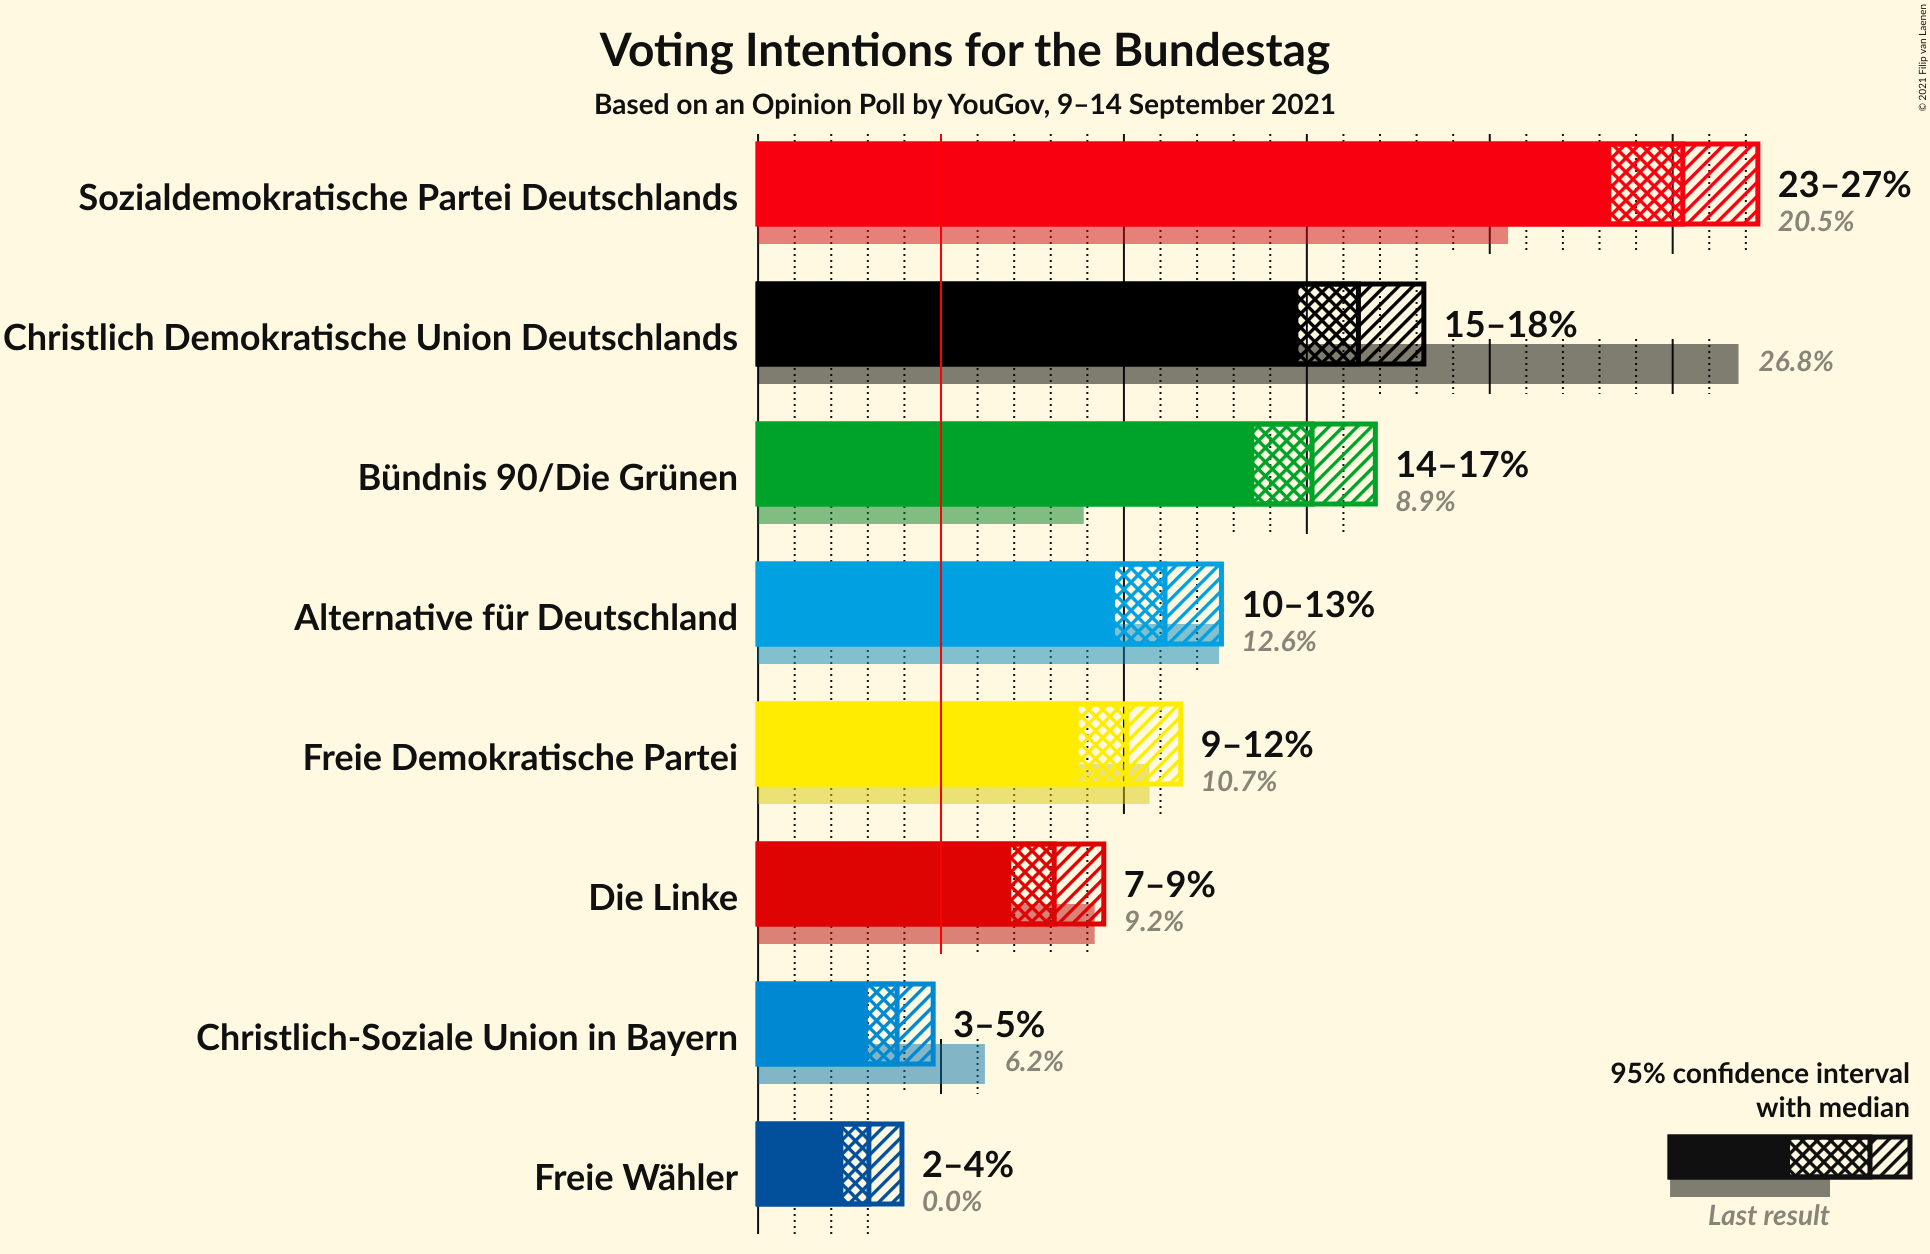 Voting Intentions for the Bundestag
Based on an Opinion Poll by YouGov, 9–14 September 2021
© 2021 Filip van Laenen
Sozialdemokratische Partei Deutschlands
23–27%
20.5%
Christlich Demokratische Union Deutschlands
15–18%
26.8%
Bündnis 90/Die Grünen
14–17%
8.9%
Alternative für Deutschland
10–13%
12.6%
Freie Demokratische Partei
9–12%
10.7%
Die Linke
7–9%
9.2%
Christlich-Soziale Union in Bayern
3–5%
6.2%
Freie Wähler
2–4%
0.0%
95% confidence interval
with median
Last result